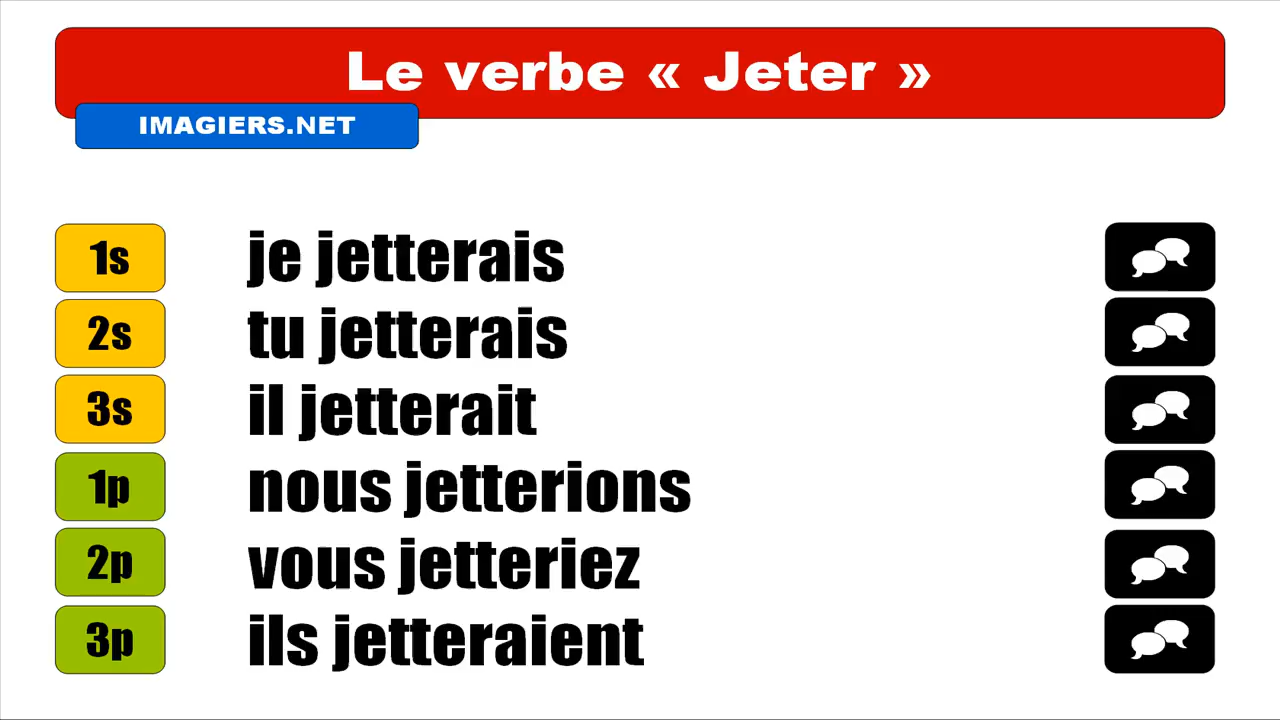 Le verbe « Jeter »
IMAGIERS.NET
1s je jetterais
2s tu jetterais
3s il jetterait
1p nous jetterions
2p vous jetteriez
3p ils jetteraient